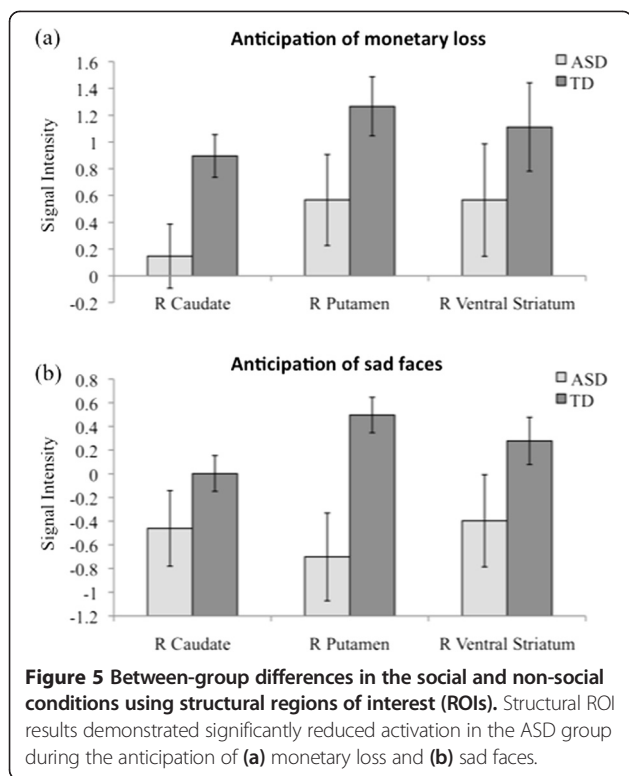 (a)
Anticipation of monetary loss
ASD
TD
Signal Intensity
1.6
1.4
1.2
1
0.8
0.6
0.4
0.2
0
-0.2
R Caudate R Putamen R Ventral Striatum
(b)
Anticipation of sad faces
ASD
TD
Signal Intensity
0.8
0.6
0.4
0.2
0
-0.2
-0.4
-0.6
-0.8
-1
-1.2
R Caudate R Putamen R Ventral Striatum
Figure 5 Between-group differences in the social and non-social
conditions using structural regions of interest (ROIs). Structural ROI
results demonstrated significantly reduced activation in the ASD group
during the anticipation of (a) monetary loss and (b) sad faces.